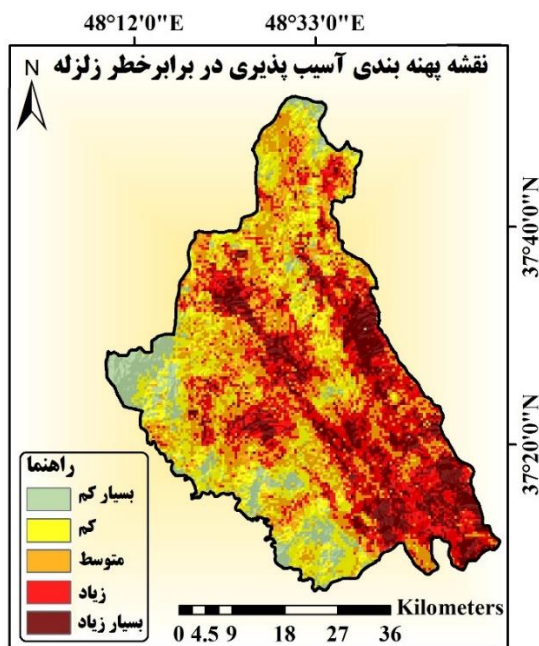 48°12'0"E 48°33'0"E
نقشه پهنه بندی آسیب پذیری در برابرخطر زلزله
N
37°40'0"N
37°20'0"N
راهنما
بسیار کم
کم
متوسط
زیاد
بسیار زیاد
Kilometers
0 4.5 9 18 27 36